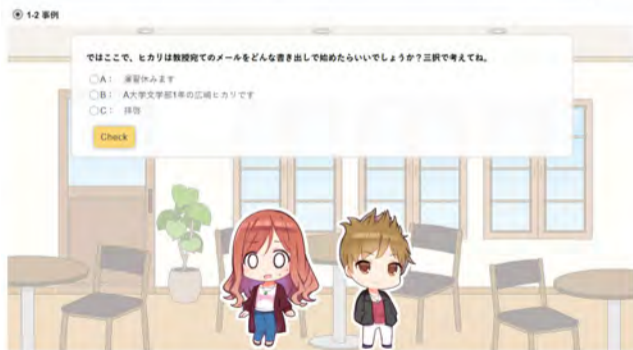 1-2 事例
ではここで、ヒカリは教授宛てのメールをどんな書き出しで始めたらいいでしょうか？三択で考えてね。
A： 演習休みます
B： A大学文学部1年の広崎ヒカリです
C： 拝啓
Check